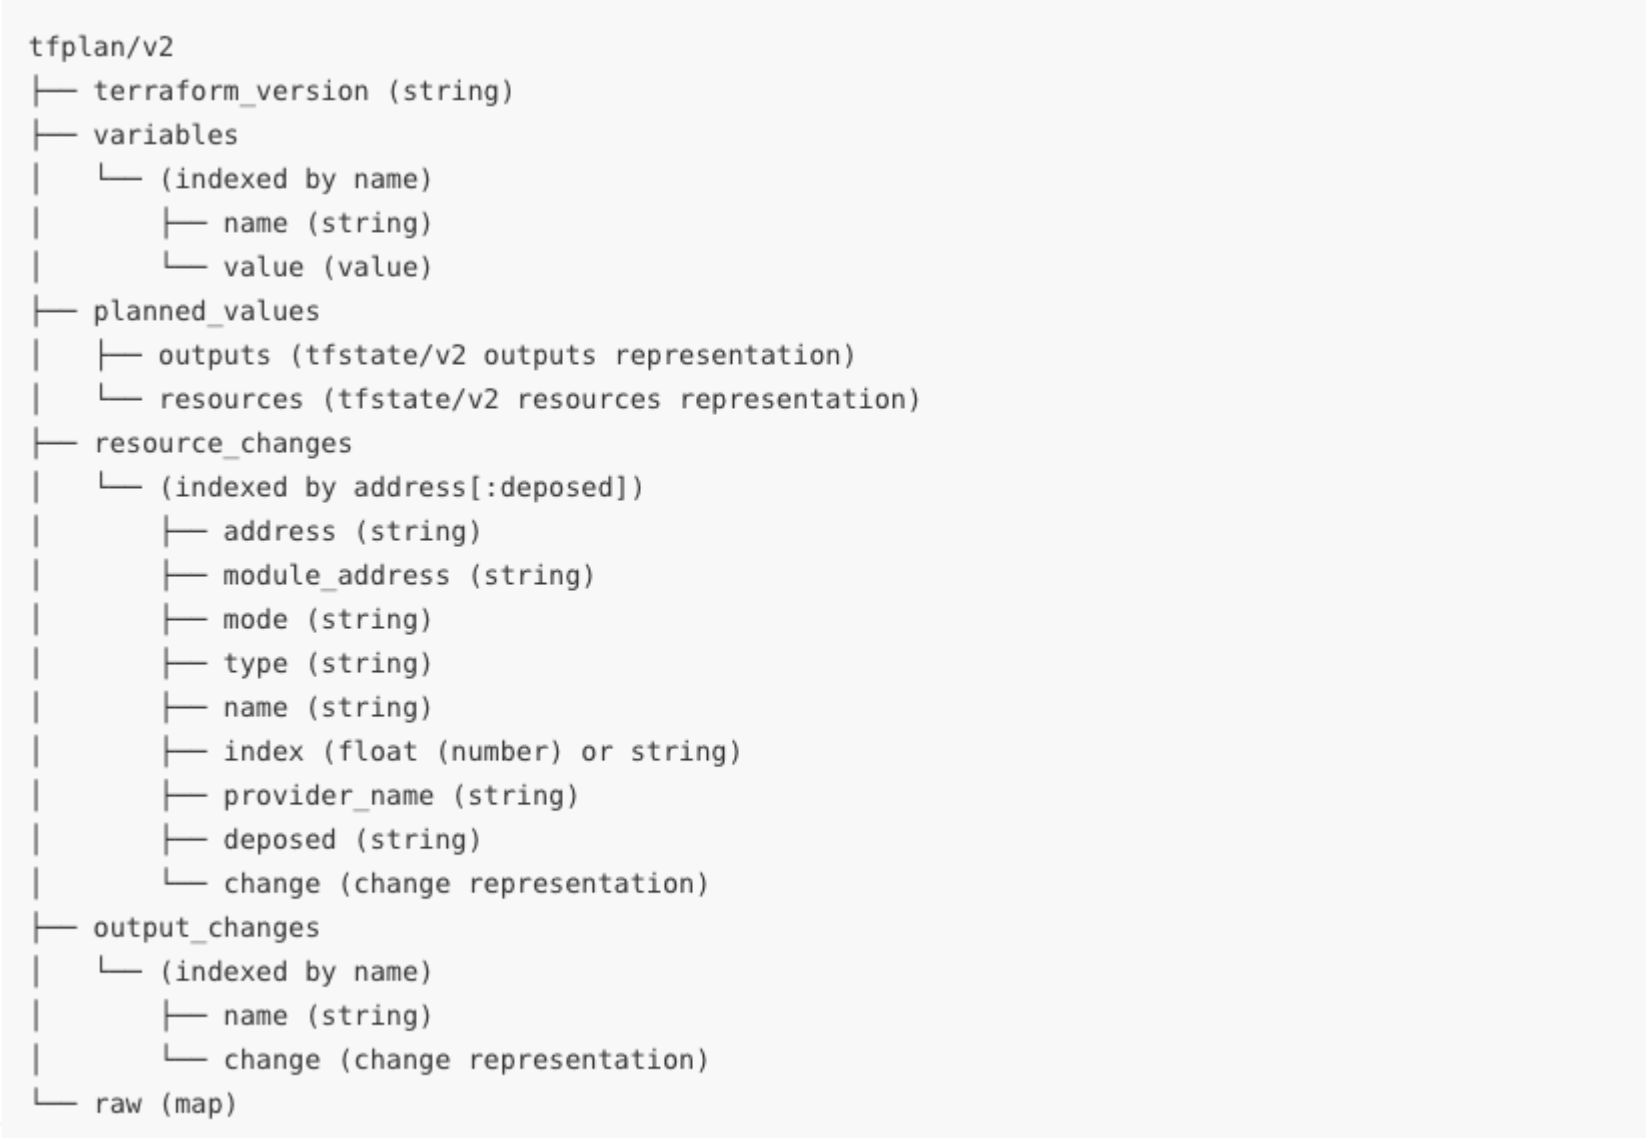 tfplan/v2
├── terraform_version (string)
├── variables
│   └── (indexed by name)
│       ├── name (string)
│       └── value (value)
├── planned_values
│   ├── outputs (tfstate/v2 outputs representation)
│   └── resources (tfstate/v2 resources representation)
├── resource_changes
│   └── (indexed by address[:deposed])
│       ├── address (string)
│       ├── module_address (string)
│       ├── mode (string)
│       ├── type (string)
│       ├── name (string)
│       ├── index (float (number) or string)
│       ├── provider_name (string)
│       ├── deposed (string)
│       └── change (change representation)
├── output_changes
│   └── (indexed by name)
│       ├── name (string)
│       └── change (change representation)
└── raw (map)